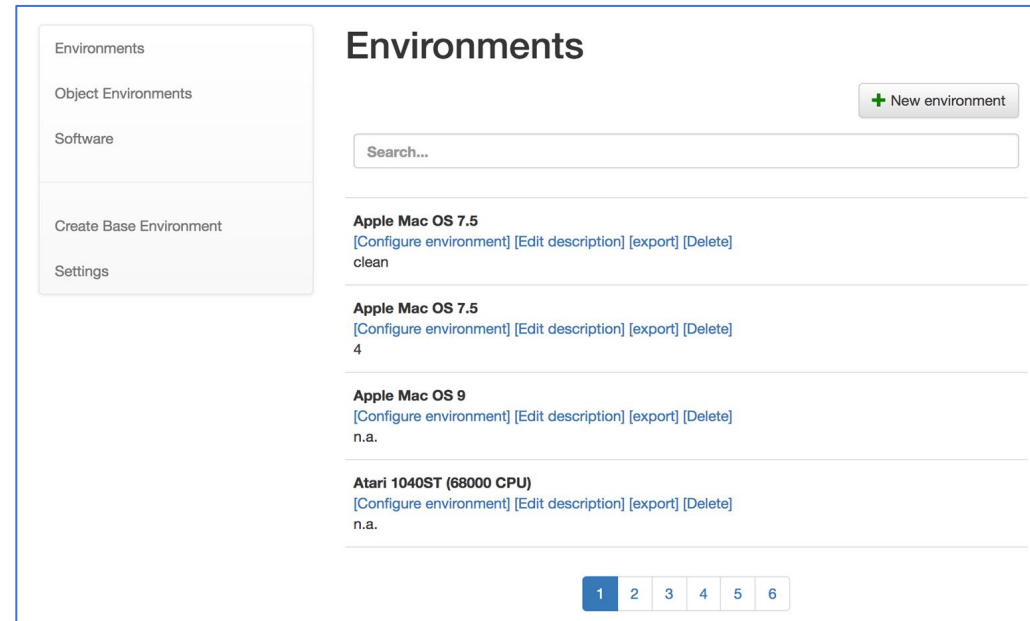 Environments
Object Environments
Software
Create Base Environment
Settings
Environments
New environment
Search...
Apple Mac OS 7.5
[Configure environment] [Edit description] [export] [Delete]
clean
Apple Mac OS 7.5
[Configure environment] [Edit description] [export] [Delete]
4
Apple Mac OS 9
[Configure environment] [Edit description] [export] [Delete]
n.a.
Atari 1040ST (68000 CPU)
[Configure environment] [Edit description] [export] [Delete]
n.a.
1 2 3 4 5 6